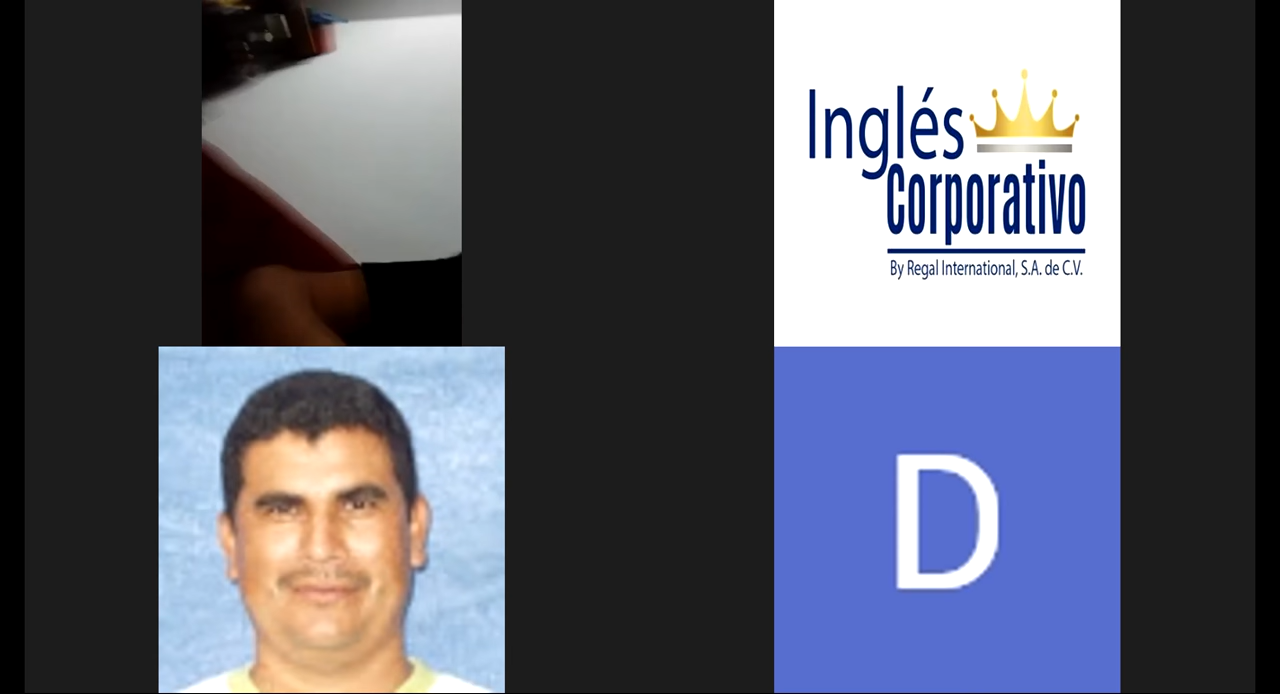 Inglés
Corporativo
By Regal International, S.A. de C.V.
D